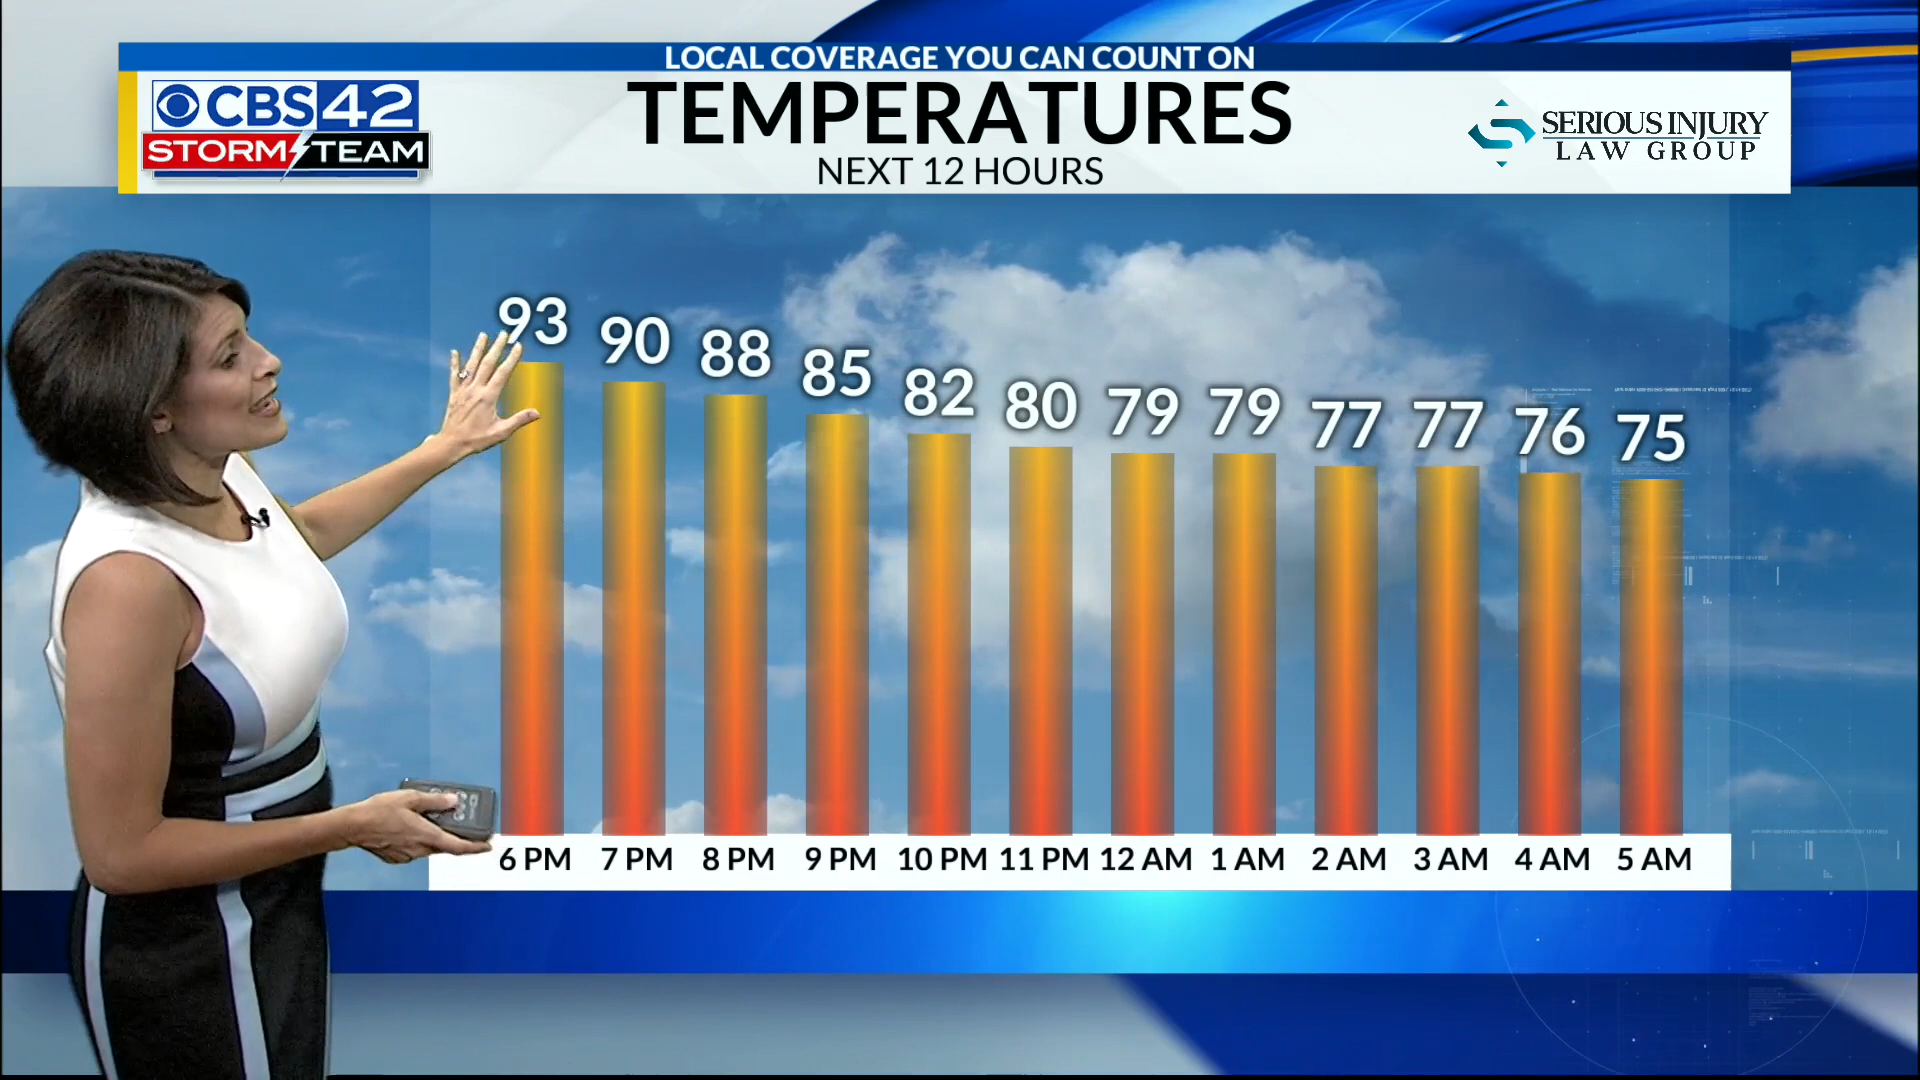 LOCAL COVERAGE YOU CAN COUNT ON
CBS 42
STORM TEAM
TEMPERATURES
NEXT 12 HOURS
SERIOUS INJURY
LAW GROUP
93 90 88 85 82 80 79 79 77 77 76 75
6 PM 7 PM 8 PM 9 PM 10 PM 11 PM 12 AM 1 AM 2 AM 3 AM 4 AM 5 AM